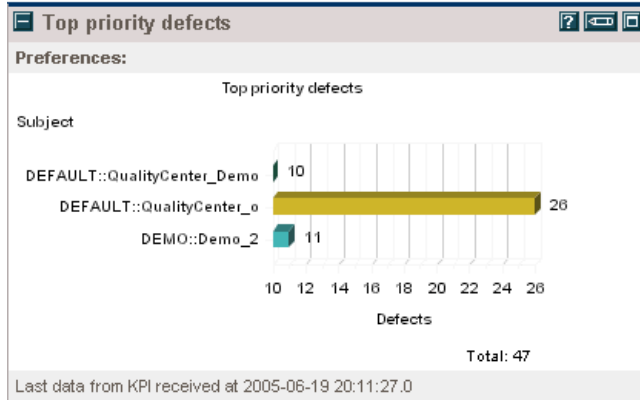 Top priority defects
?
Preferences:
Top priority defects
Subject
DEFAULT::QualityCenter_Demo 10
DEFAULT::QualityCenter_o 26
DEMO::Demo_2 11
10 12 14 16 18 20 22 24 26
Defects
Total: 47
Last data from KPI received at 2005-06-19 20:11:27.0